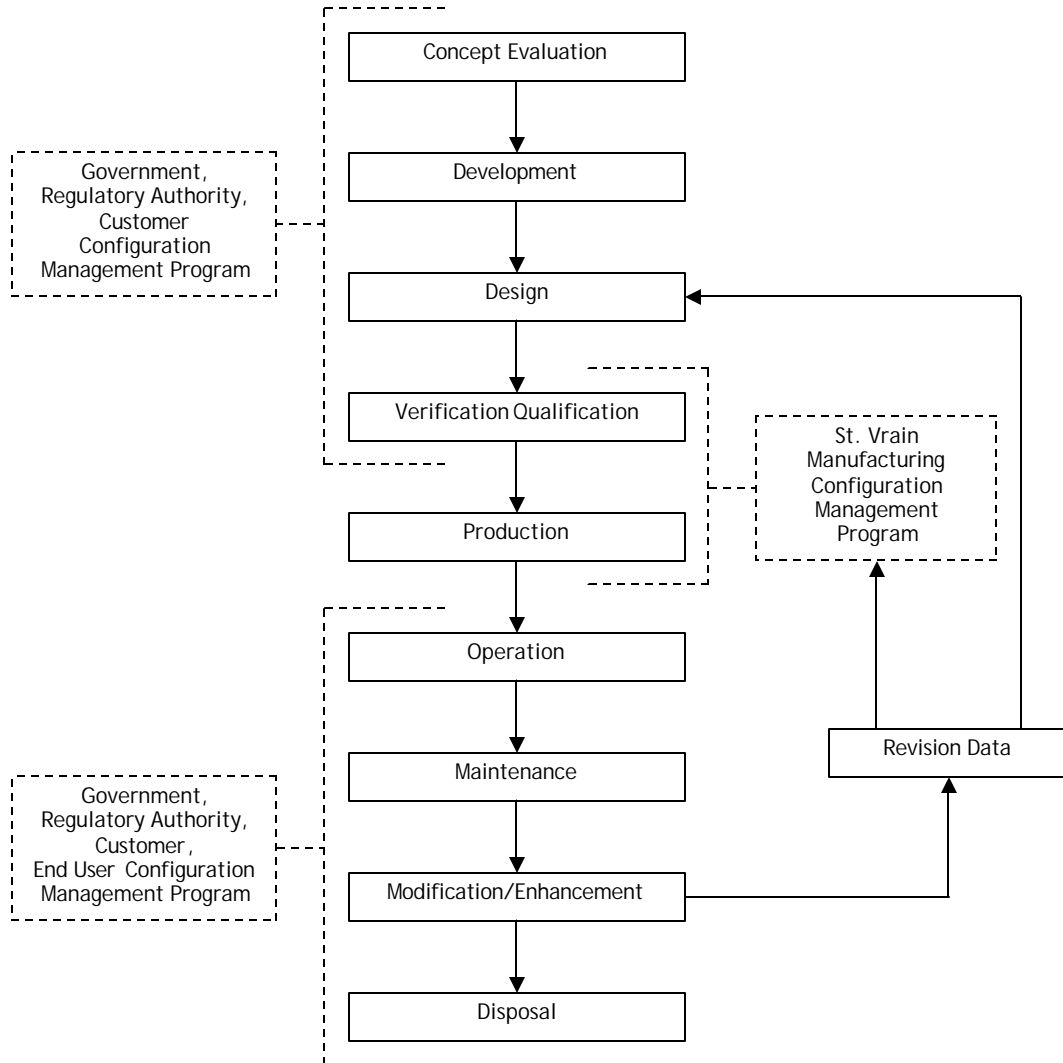 Concept Evaluation
Government,
Regulatory Authority,
Customer
Configuration
Management Program
Development
Design
Verification Qualification
St. Vrain
Manufacturing
Configuration
Management
Program
Production
Operation
Revision Data
Maintenance
Government,
Regulatory Authority,
Customer,
End User Configuration
Management Program
Modification/Enhancement
Disposal